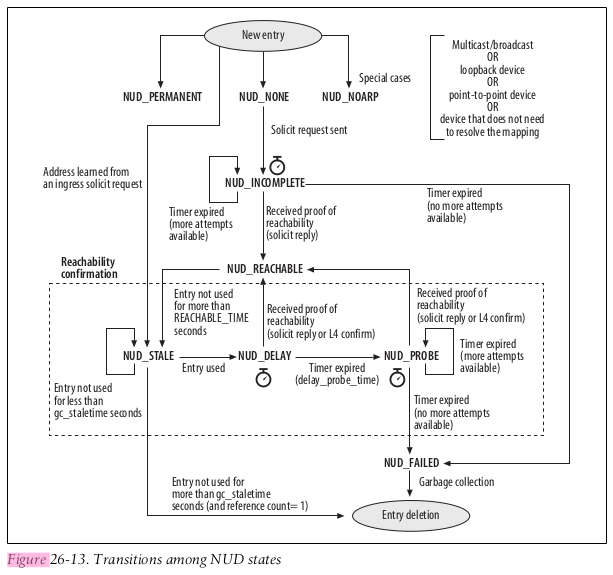 New entry
Multicast/broadcast
OR
loopback device
OR
point-to-point device
OR
device that does not need
to resolve the mapping
Special cases
NUD_PERMANENT
NUD_NONE
NUD_NOARP
Solicit request sent
Address learned from
an ingress solicit request
NUD_INCOMPLETE
Timer expired
(more attempts
available)
Received proof of
reachability
(solicit reply)
Timer expired
(no more attempts
available)
Reachability
confirmation
NUD_REACHABLE
Entry not used
for more than
REACHABLE_TIME
seconds
Received proof of
reachability
(solicit reply or L4 confirm)
Received proof of
reachability
(solicit reply or L4 confirm)
NUD_STALE
Entry used
NUD_DELAY
Timer expired
(delay_probe_time)
NUD_PROBE
Timer expired
(more attempts
available)
Entry not used
for less than
gc_staletime seconds
Timer expired
(no more attempts
available)
NUD_FAILED
Entry not used for
more than gc_staletime
seconds (and reference count= 1)
Garbage collection
Entry deletion
Figure 26-13. Transitions among NUD states